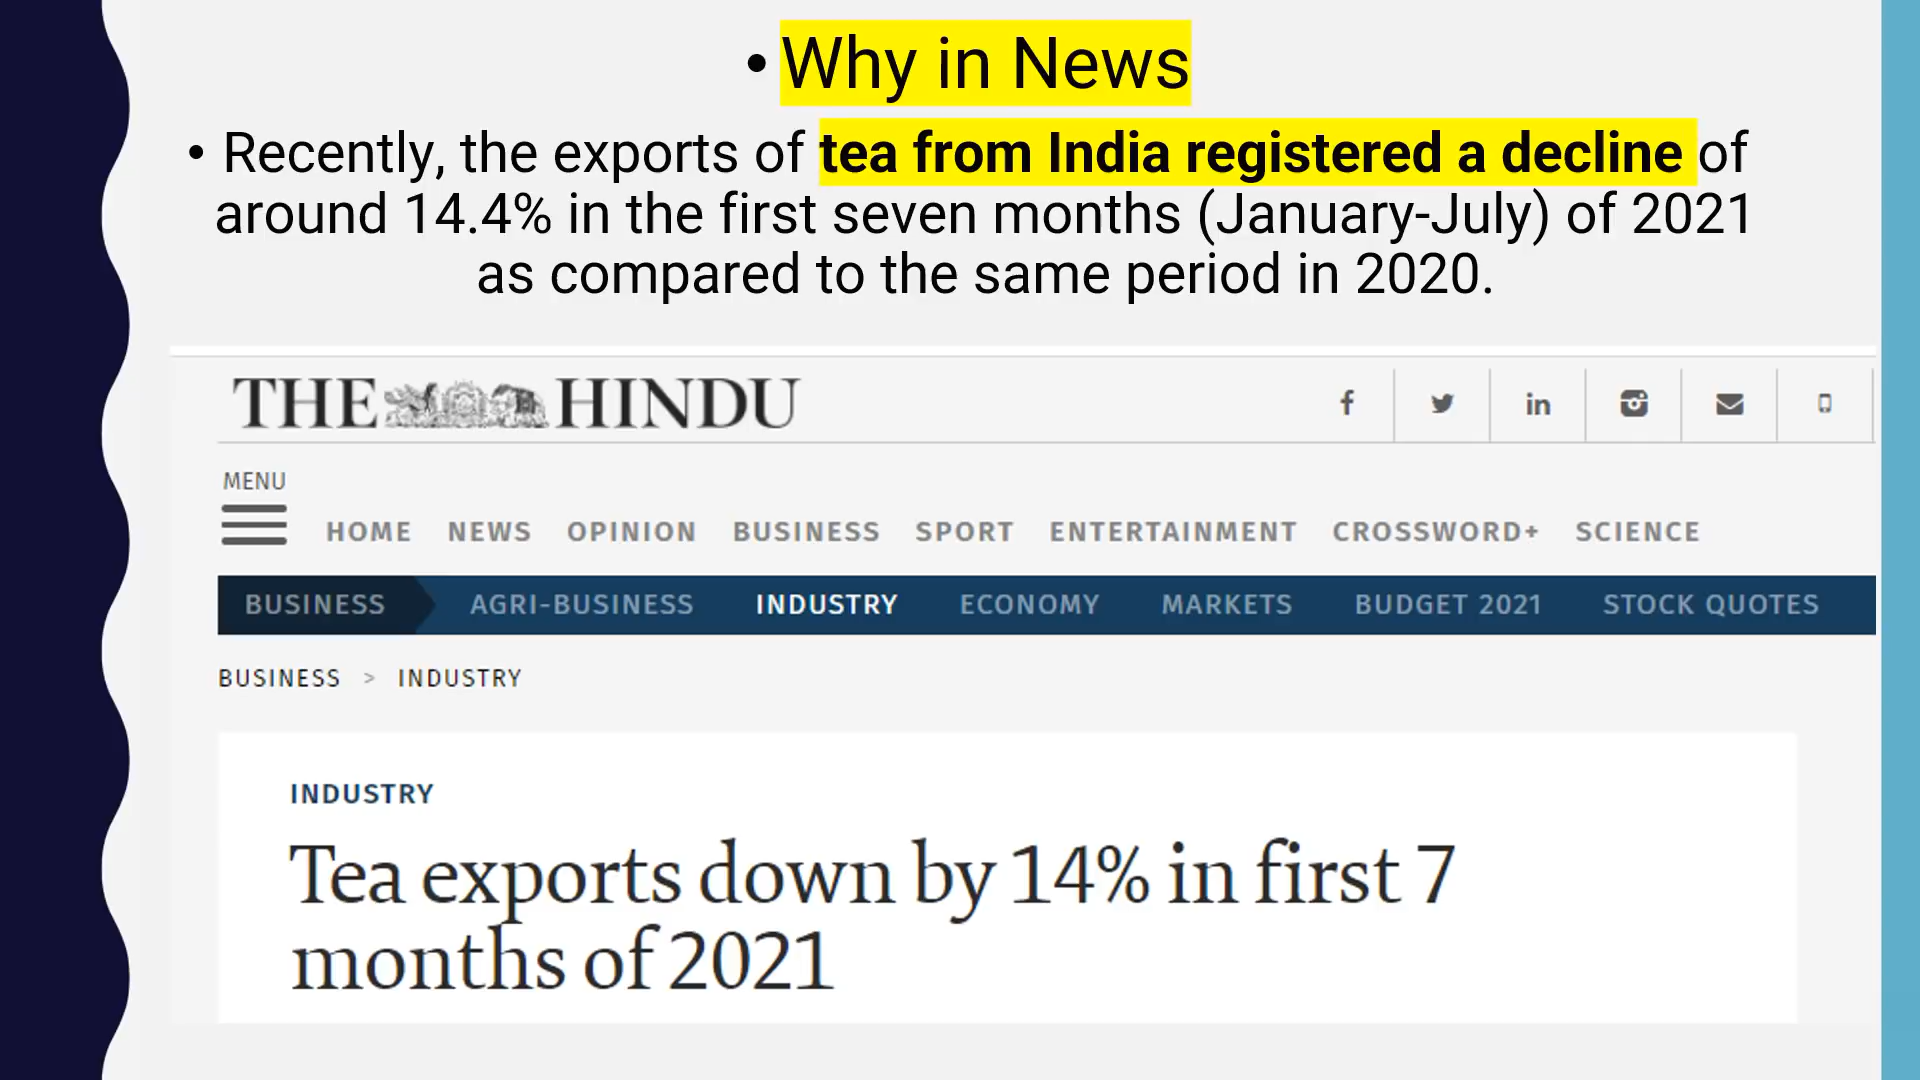 • Why in News
• Recently, the exports of tea from India registered a decline of
around 14.4% in the first seven months (January-July) of 2021
as compared to the same period in 2020.
THE HINDU
MENU
HOME NEWS OPINION BUSINESS SPORT ENTERTAINMENT CROSSWORD+ SCIENCE
BUSINESS AGRI-BUSINESS INDUSTRY ECONOMY MARKETS BUDGET 2021 STOCK QUOTES
BUSINESS > INDUSTRY
INDUSTRY
Tea exports down by 14% in first 7
months of 2021